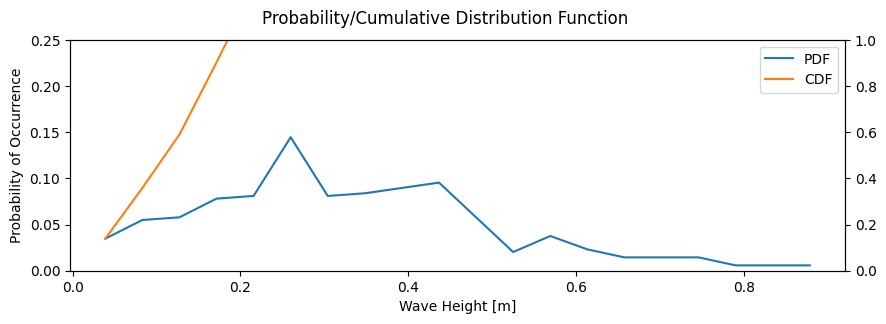 Probability/Cumulative Distribution Function
Probability of Occurrence
0.25
0.20
0.15
0.10
0.05
0.00
1.0
0.8
0.6
0.4
0.2
0.0
PDF
CDF
0.0 0.2 0.4 0.6 0.8
Wave Height [m]